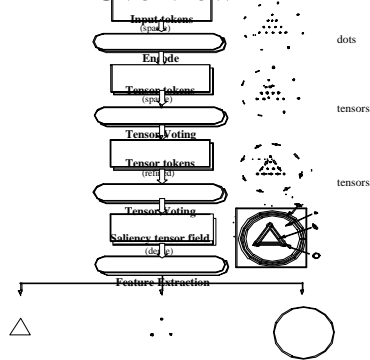 Input tokens
(sparse)
dots
Encode
Tensor tokens
(sparse)
tensors
Tensor Voting
Tensor tokens
(refined)
tensors
Tensor Voting
Saliency tensor field
(dense)
Feature Extraction